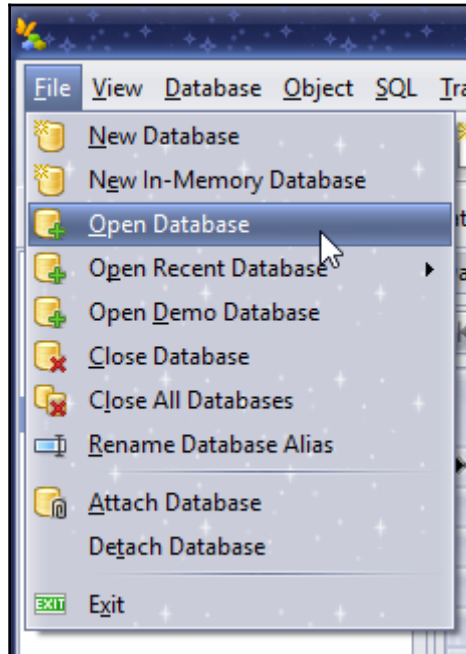 File View Database Object SQL
New Database
New In-Memory Database
Open Database
Open Recent Database
Open Demo Database
Close Database
Close All Databases
Rename Database Alias
Attach Database
Detach Database
EXIT Exit